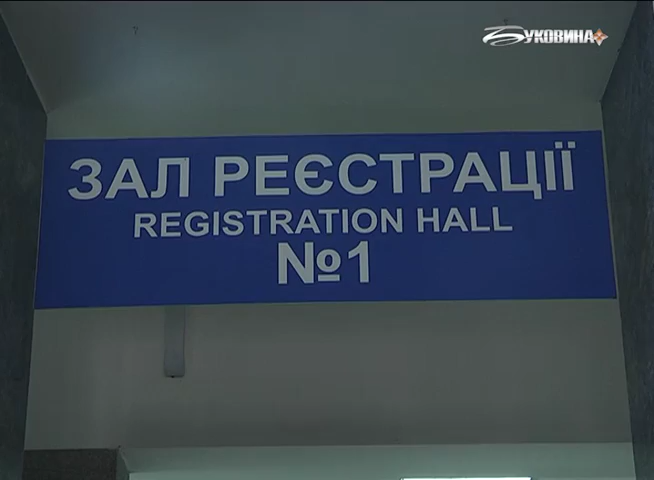 БУКОВИНА
ЗАЛ РЕЄСТРАЦІЇ
REGISTRATION HALL
№1